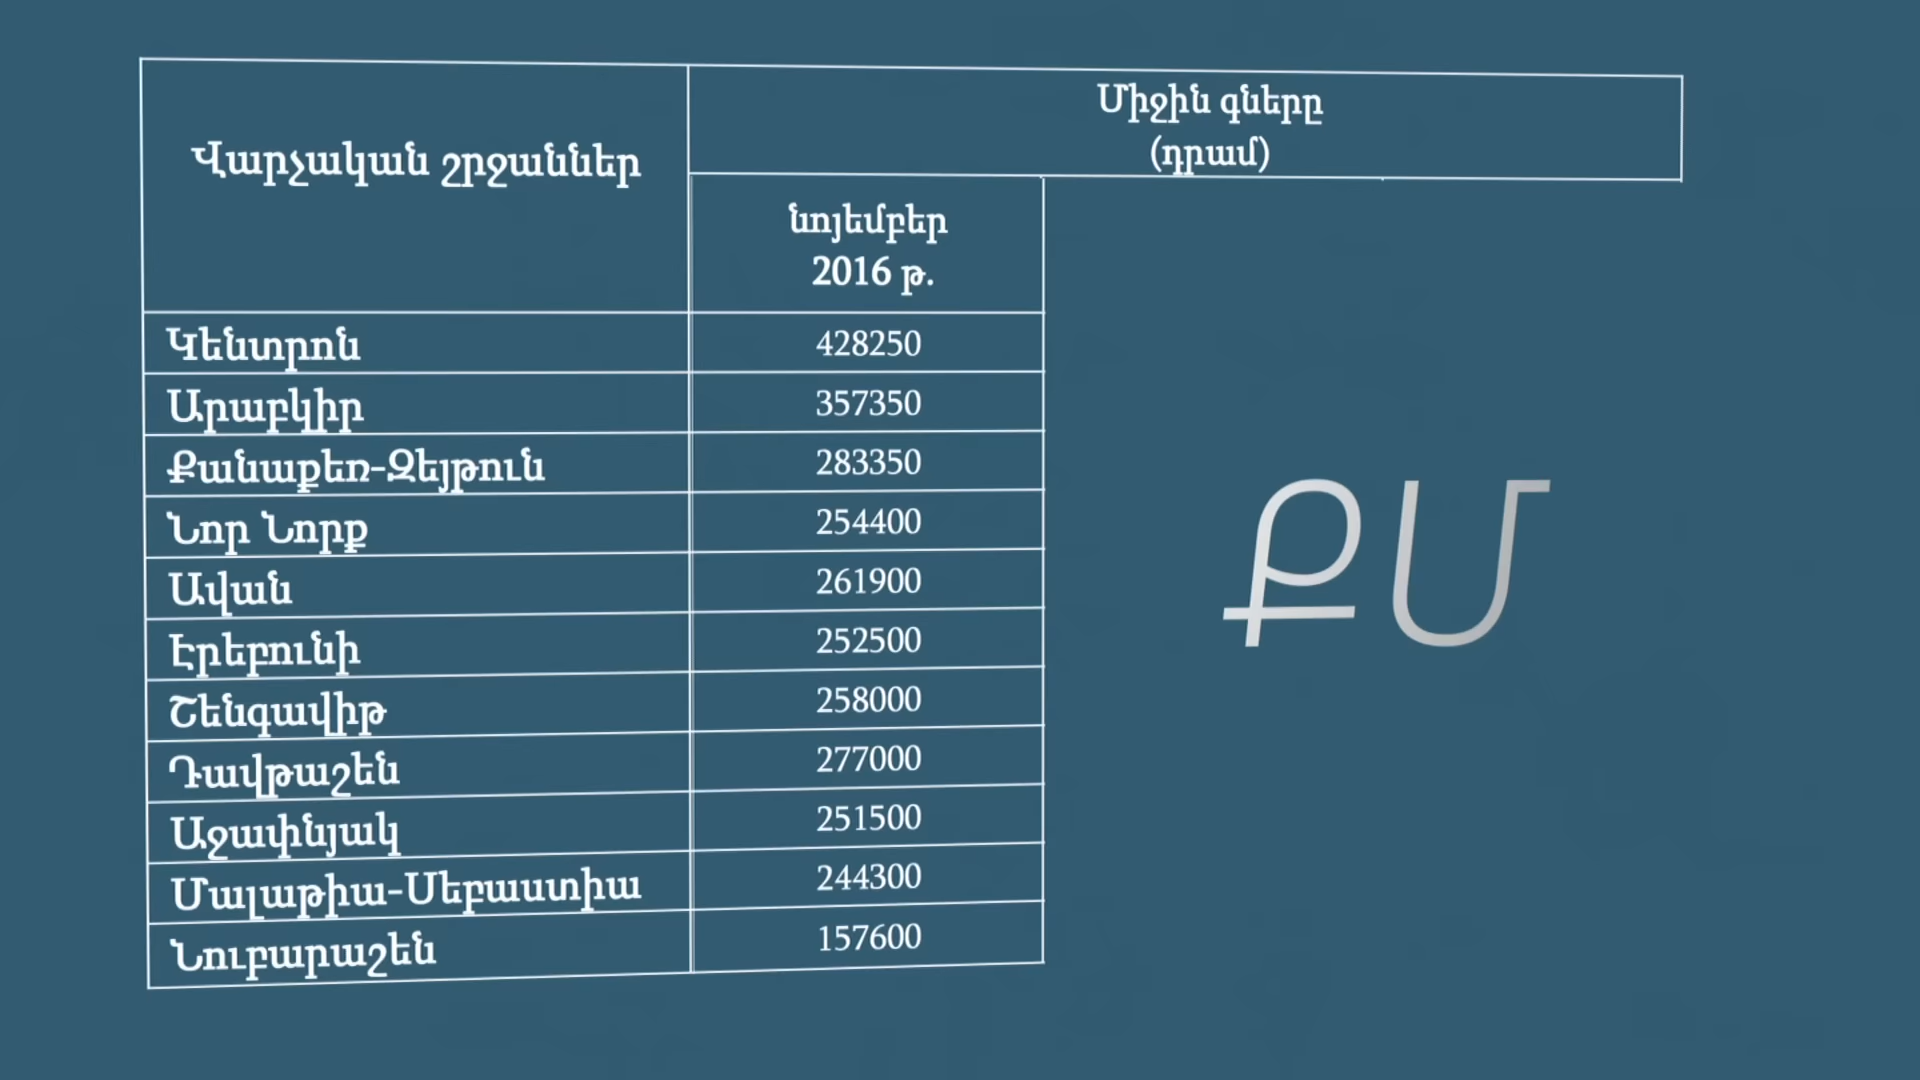 Վարչական շրջաններ
Միջին գները
(դրամ)
նոյեմբեր
2016 թ.
Կենտրոն 428250
Արաբկիր 357350
Քանաքեռ-Զեյթուն 283350
Նոր Նորք 254400
Ավան 261900
Էրեբունի 252500
Շենգավիթ 258000
Դավթաշեն 277000
Աջափնյակ 251500
Մալաթիա-Սեբաստիա 244300
Նուբարաշեն 157600
ՔՄ